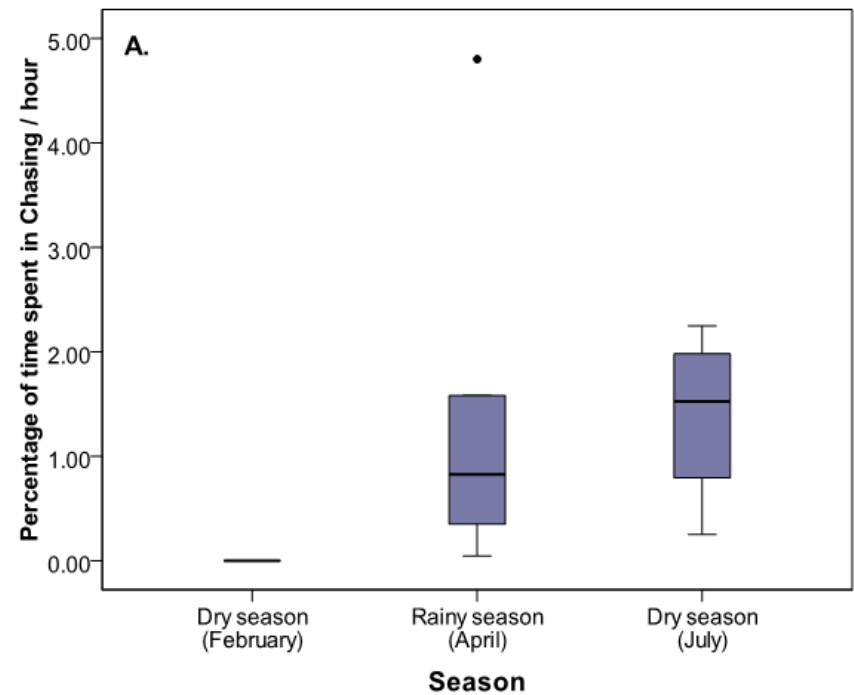 A.
Percentage of time spent in Chasing / hour
5.00
4.00
3.00
2.00
1.00
0.00
Dry season
(February)
Rainy season
(April)
Dry season
(July)
Season